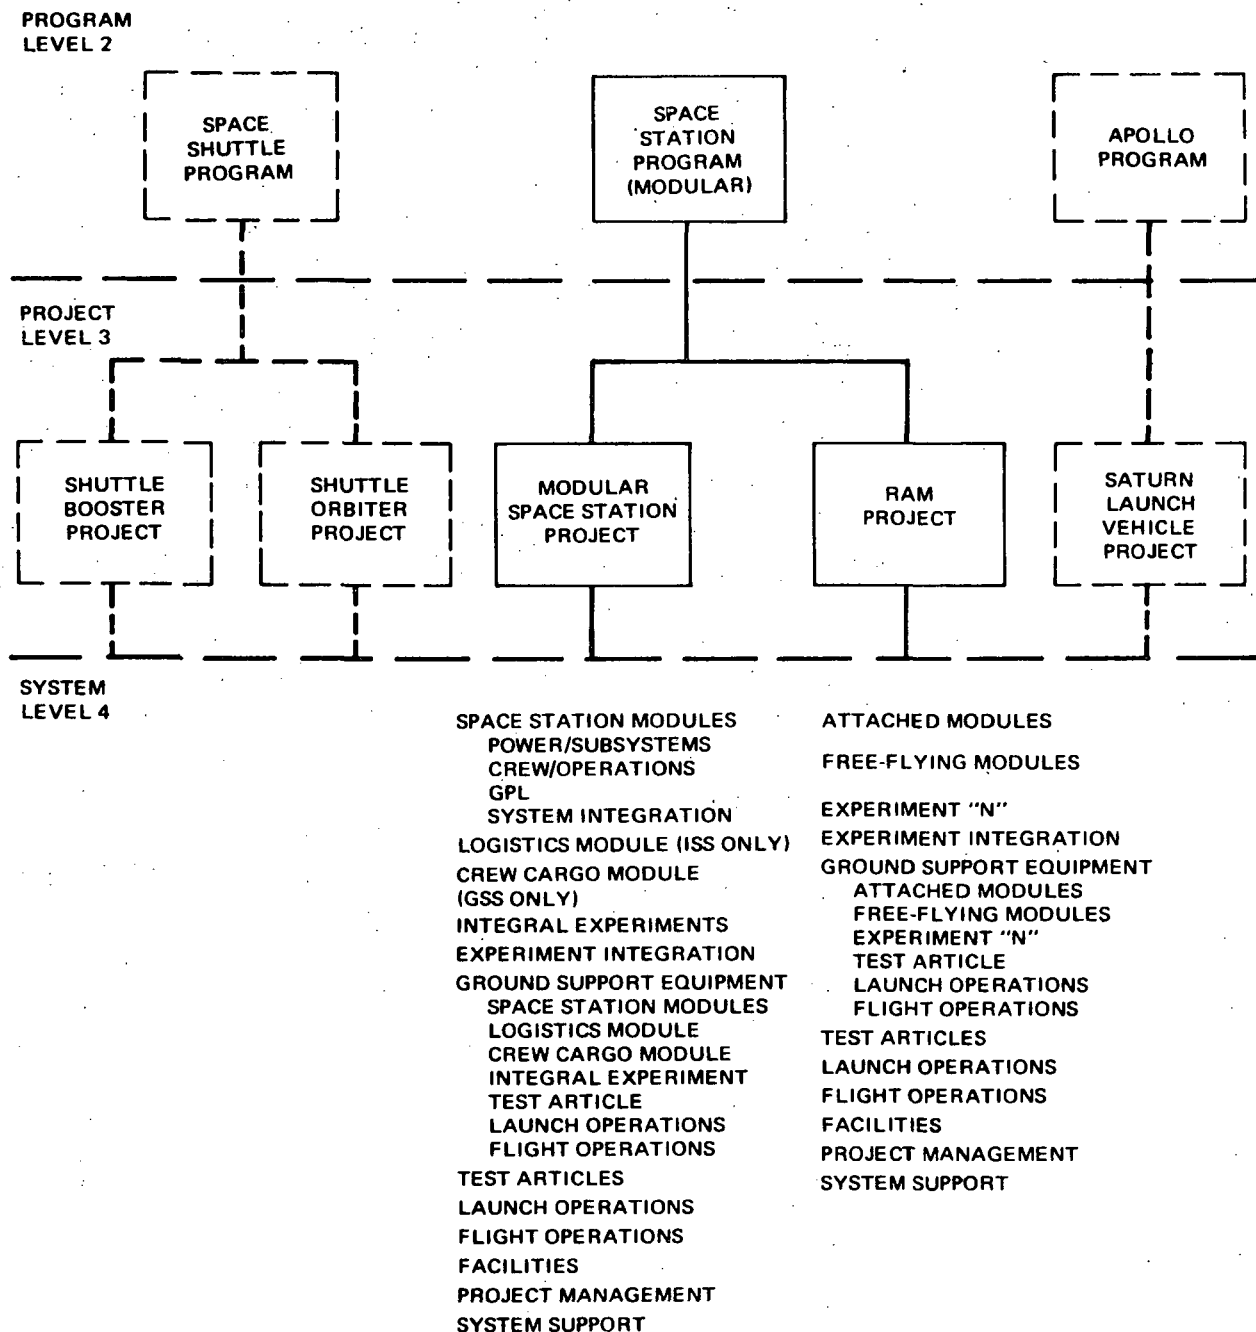 PROGRAM
LEVEL 2
SPACE
SHUTTLE
PROGRAM
SPACE
STATION
PROGRAM
(MODULAR)
APOLLO
PROGRAM
PROJECT
LEVEL 3
SHUTTLE
BOOSTER
PROJECT
SHUTTLE
ORBITER
PROJECT
MODULAR
SPACE STATION
PROJECT
RAM
PROJECT
SATURN
LAUNCH
VEHICLE
PROJECT
SYSTEM
LEVEL 4
SPACE STATION MODULES
POWER/SUBSYSTEMS
CREW/OPERATIONS
GPL
SYSTEM INTEGRATION
LOGISTICS MODULE (ISS ONLY)
CREW CARGO MODULE
(GSS ONLY)
INTEGRAL EXPERIMENTS
EXPERIMENT INTEGRATION
GROUND SUPPORT EQUIPMENT
SPACE STATION MODULES
LOGISTICS MODULE
CREW CARGO MODULE
INTEGRAL EXPERIMENT
TEST ARTICLE
LAUNCH OPERATIONS
FLIGHT OPERATIONS
TEST ARTICLES
LAUNCH OPERATIONS
FLIGHT OPERATIONS
FACILITIES
PROJECT MANAGEMENT
SYSTEM SUPPORT
ATTACHED MODULES
FREE-FLYING MODULES
EXPERIMENT "N"
EXPERIMENT INTEGRATION
GROUND SUPPORT EQUIPMENT
ATTACHED MODULES
FREE-FLYING MODULES
EXPERIMENT "N"
TEST ARTICLE
LAUNCH OPERATIONS
FLIGHT OPERATIONS
TEST ARTICLES
LAUNCH OPERATIONS
FLIGHT OPERATIONS
FACILITIES
PROJECT MANAGEMENT
SYSTEM SUPPORT